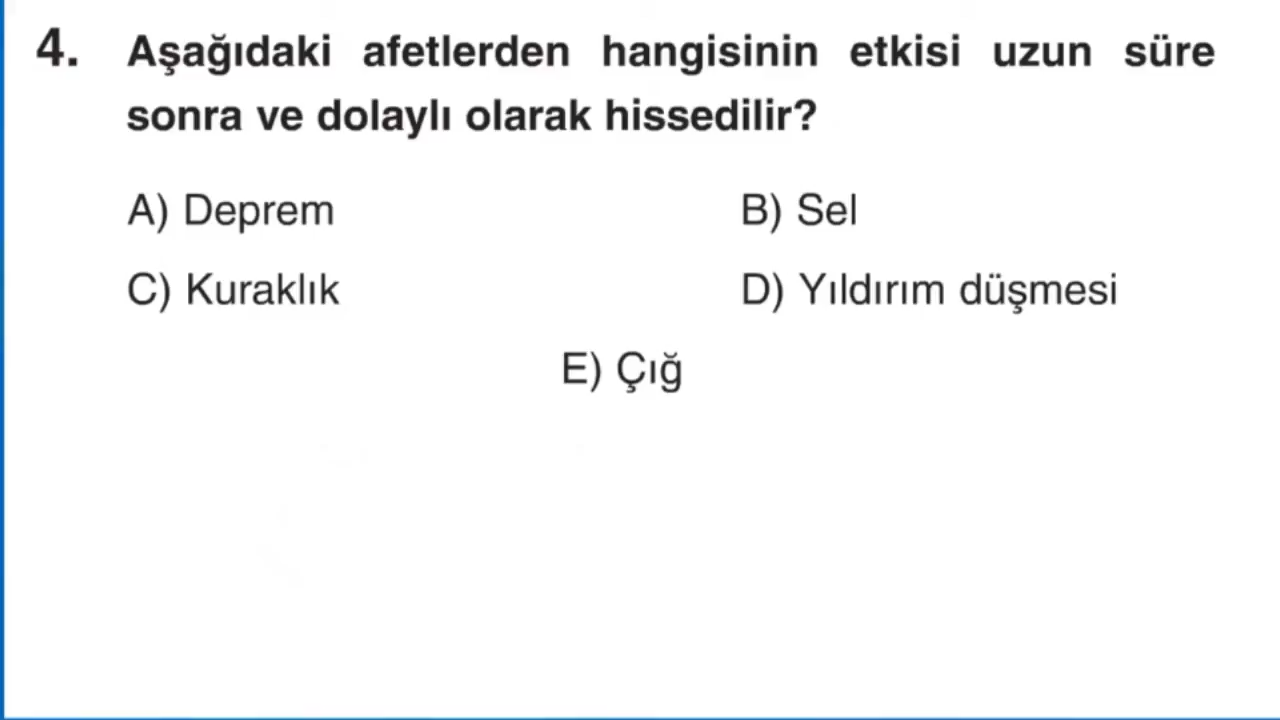 4. Aşağıdaki afetlerden hangisinin etkisi uzun süre
sonra ve dolaylı olarak hissedilir?
A) Deprem B) Sel
C) Kuraklık D) Yıldırım düşmesi
E) Çığ